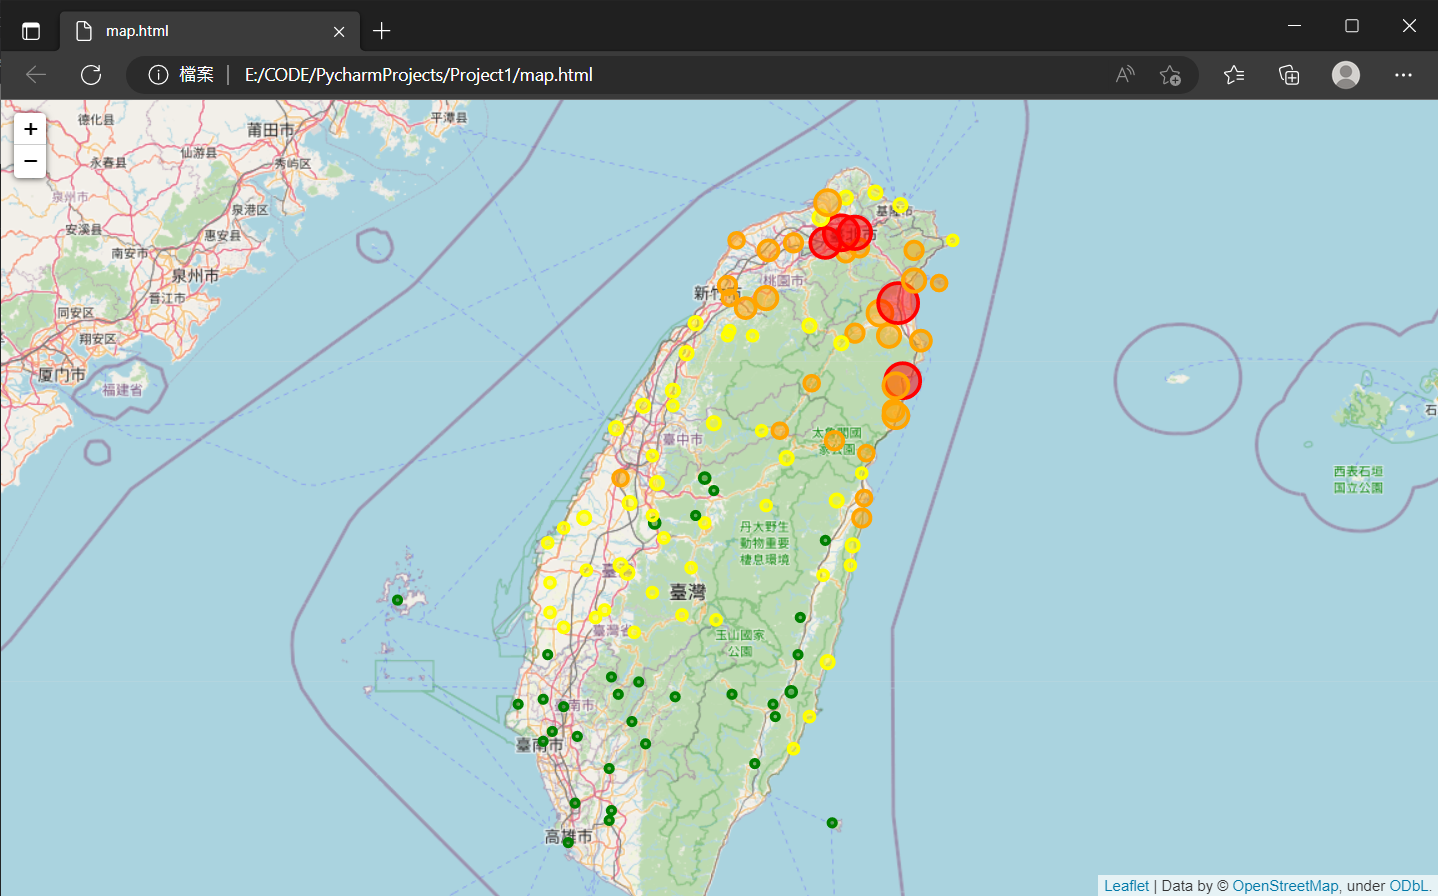 map.html
檔案 E:/CODE/PycharmProjects/Project1/map.html
+
−
德化县
莆田市
平潭县
永春县
仙游县
秀屿区
泉州市
泉港区
安溪县
惠安县
南安市
泉州市
晋江市
同安区
翔安区
厦门市
福建省
基隆市
北市
桃園市
新竹市
臺中市
太魯閣國
家公園
丹大野生
動物重要
棲息環境
臺灣
臺灣省
玉山國家
公園
臺南市
高雄市
西表石垣
国立公園
石
Leaflet | Data by © OpenStreetMap, under ODbL.